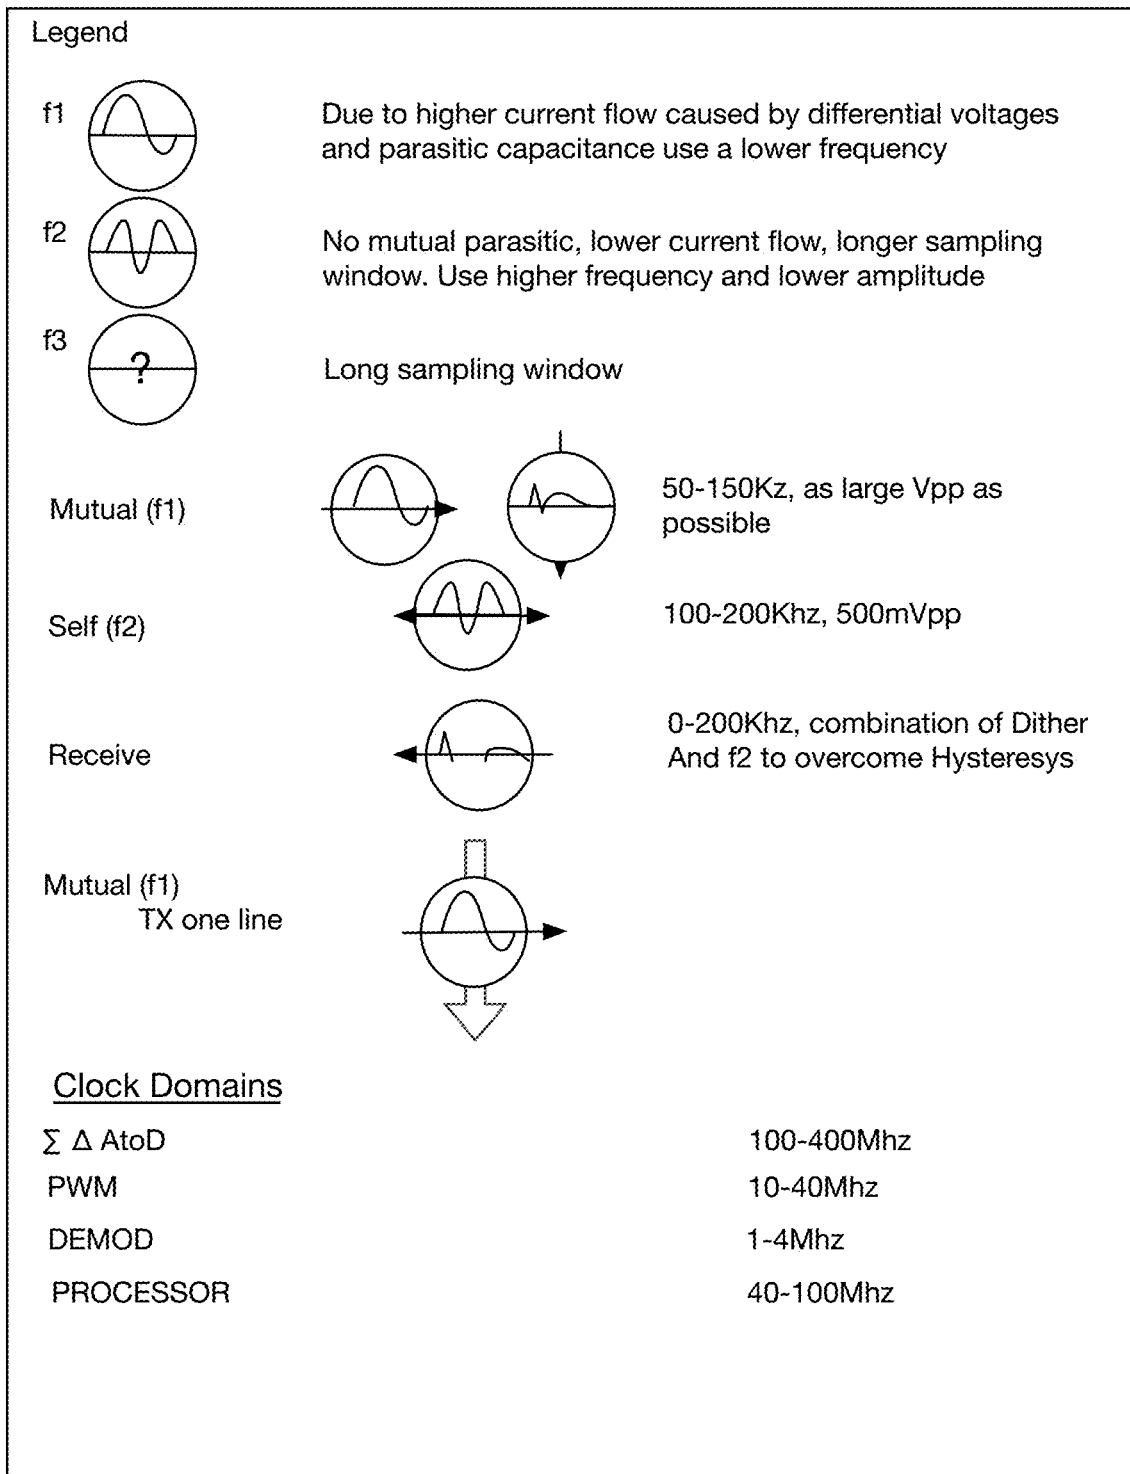 Legend
f1
Due to higher current flow caused by differential voltages
and parasitic capacitance use a lower frequency
f2
No mutual parasitic, lower current flow, longer sampling
window. Use higher frequency and lower amplitude
f3
?
Long sampling window
Mutual (f1)
50-150Kz, as large Vpp as
possible
Self (f2)
100-200Khz, 500mVpp
Receive
0-200Khz, combination of Dither
And f2 to overcome Hysteresys
Mutual (f1)
TX one line
Clock Domains
∑ Δ AtoD 100-400Mhz
PWM 10-40Mhz
DEMOD 1-4Mhz
PROCESSOR 40-100Mhz